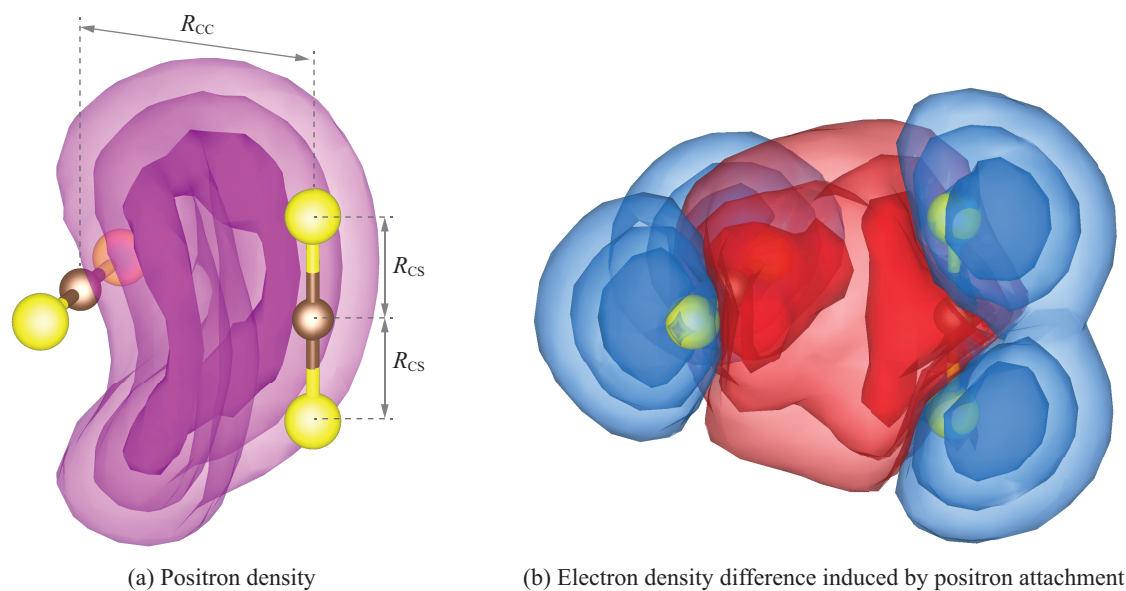 R_CC
R_CS
R_CS
(a) Positron density
(b) Electron density difference induced by positron attachment